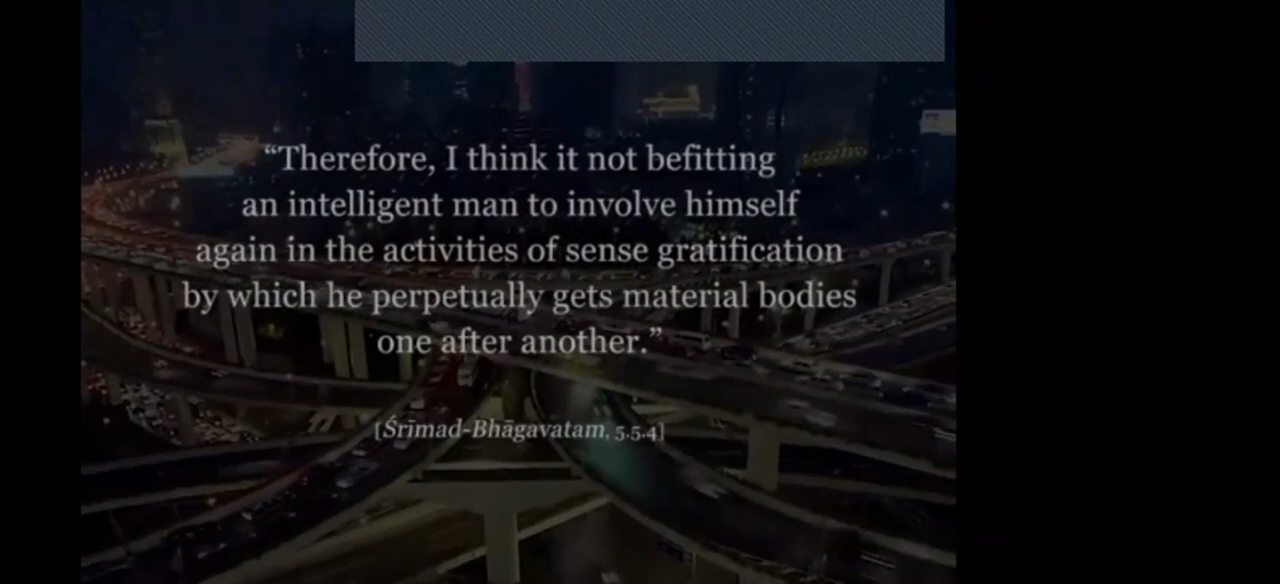 “Therefore, I think it not befitting
an intelligent man to involve himself
again in the activities of sense gratification
by which he perpetually gets material bodies
one after another.”
[Śrīmad-Bhāgavatam, 5.5.4]